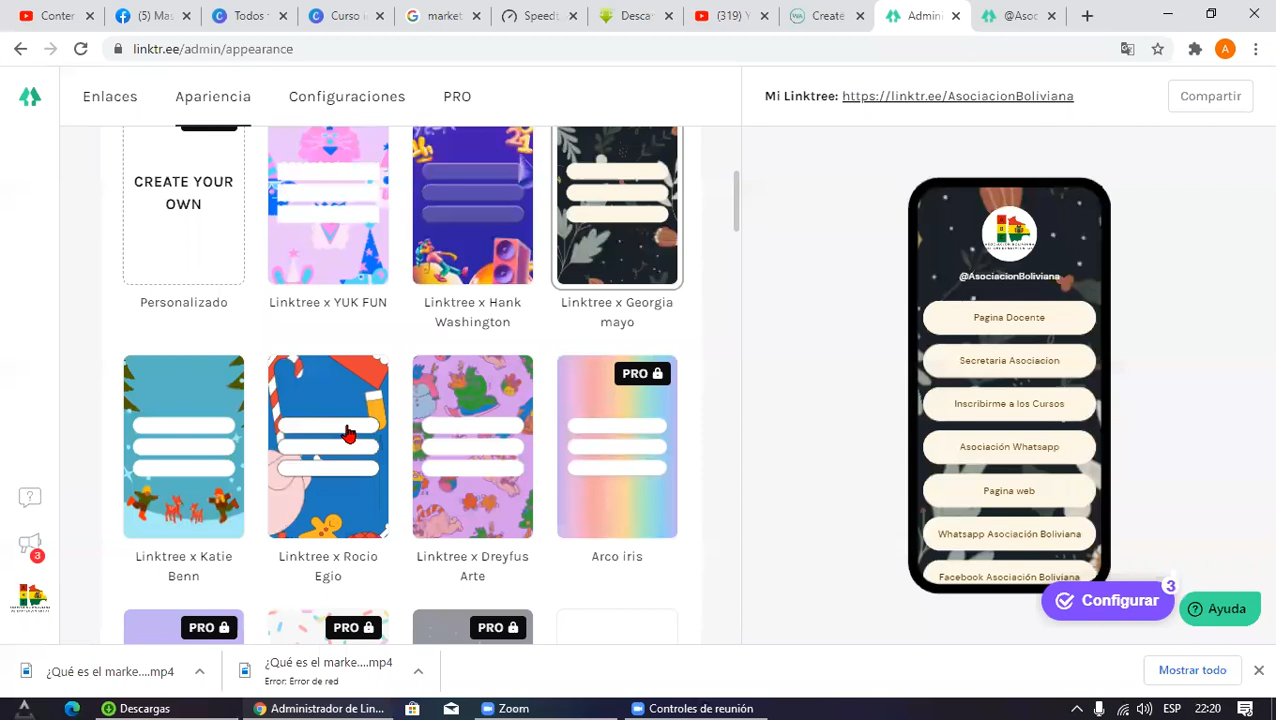 Conter
(2) Ma
Todos
Curso i
market
SpeedT
Descar
(319) V
Create
Admin
@Asoc
linktr.ee/admin/appearance
A
Enlaces
Apariencia
Configuraciones
PRO
Mi Linktree: https://linktr.ee/AsociacionBoliviana
Compartir
CREATE YOUR
OWN
Personalizado
Linktree x YUK FUN
Linktree x Hank
Washington
Linktree x Georgia
mayo
PRO
Linktree x Katie
Benn
Linktree x Rocio
Egio
Linktree x Dreyfus
Arte
Arco iris
PRO
PRO
PRO
@AsociacionBoliviana
Pagina Docente
Secretaria Asociacion
Inscribirme a los Cursos
Asociación Whatsapp
Pagina web
Whatsapp Asociación Boliviana
Facebook Asociación Boliviana
3
Configurar
3
Ayuda
¿Qué es el marke....mp4
¿Qué es el marke....mp4
Error: Error de red
Mostrar todo
Descargas
Administrador de Lin...
Zoom
Controles de reunión
ESP
22:20